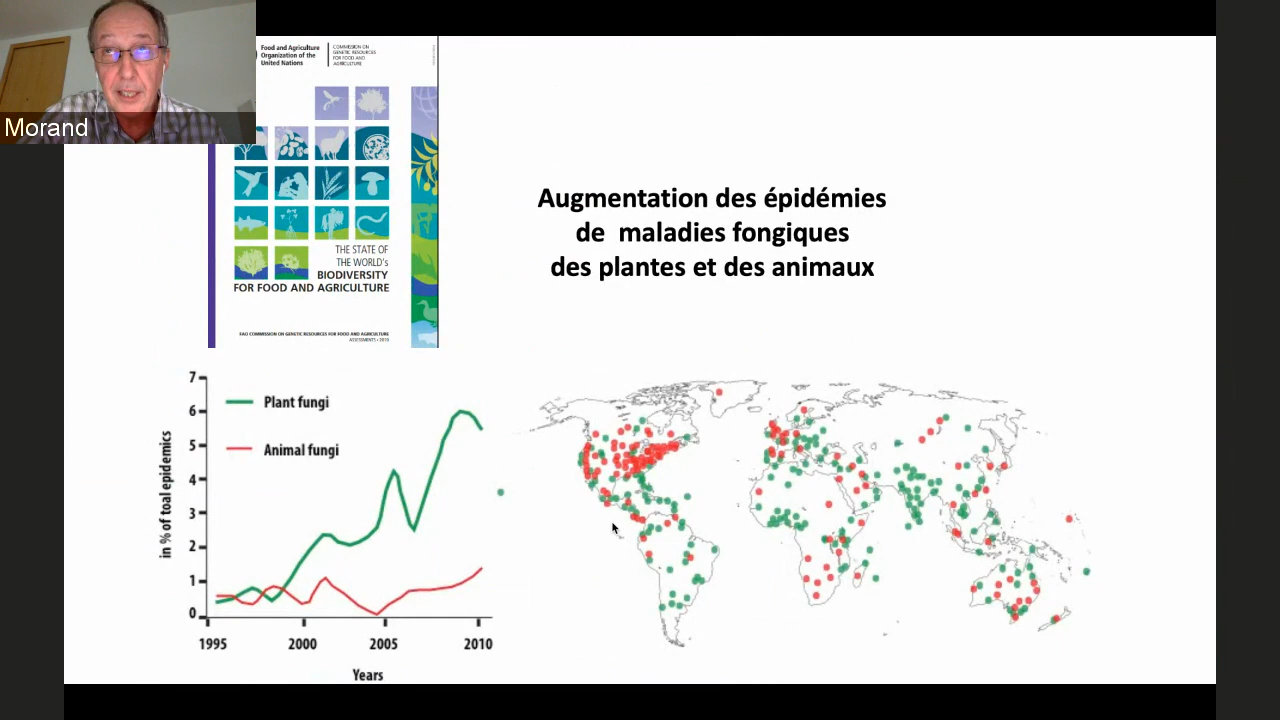 Morand
Food and Agriculture
Organization of the
United Nations
COMMISSION ON
GENETIC RESOURCES
FOR FOOD AND
AGRICULTURE
THE STATE OF
THE WORLD's
BIODIVERSITY
FOR FOOD AND AGRICULTURE
FAO COMMISSION ON GENETIC RESOURCES FOR FOOD AND AGRICULTURE
Augmentation des épidémies
de maladies fongiques
des plantes et des animaux
7
6
5
4
3
2
1
0
in % of toal epidemics
Plant fungi
Animal fungi
1995
2000
2005
2010
Years